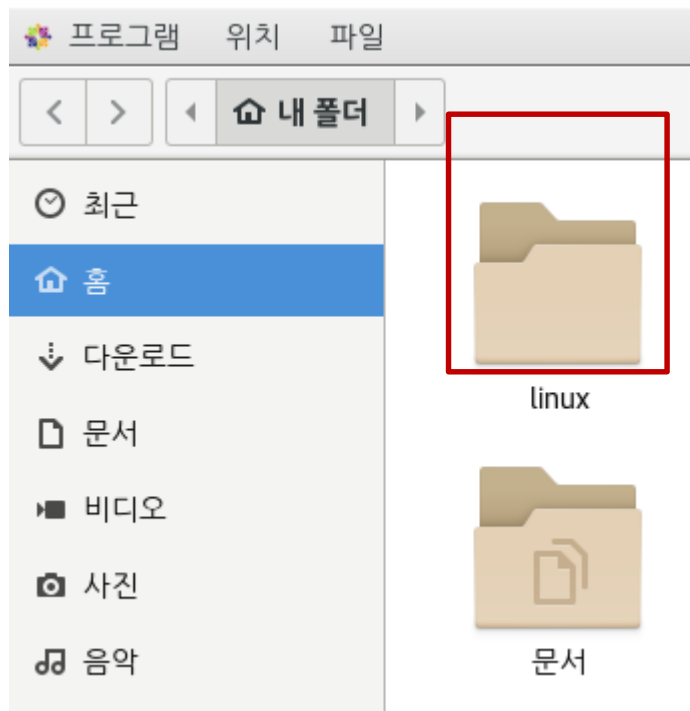 프로그램 위치 파일
내 폴더
최근
홈
다운로드
문서
비디오
사진
음악
linux
문서